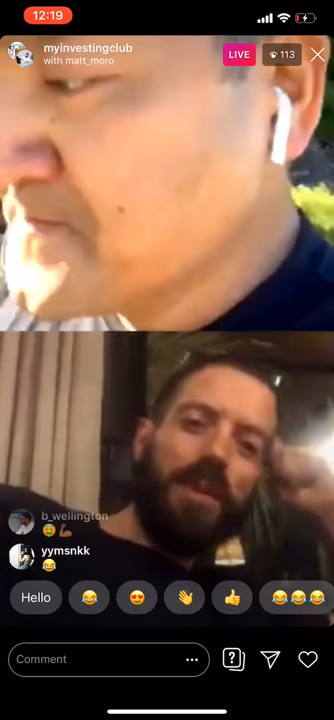 12:19
myinvestingclub
with matt_moro
LIVE
113
b_wellington
🤑💪🏾
yymsnkk
😂
Hello
😂
😍
👋
👍
😂😂😂
Comment